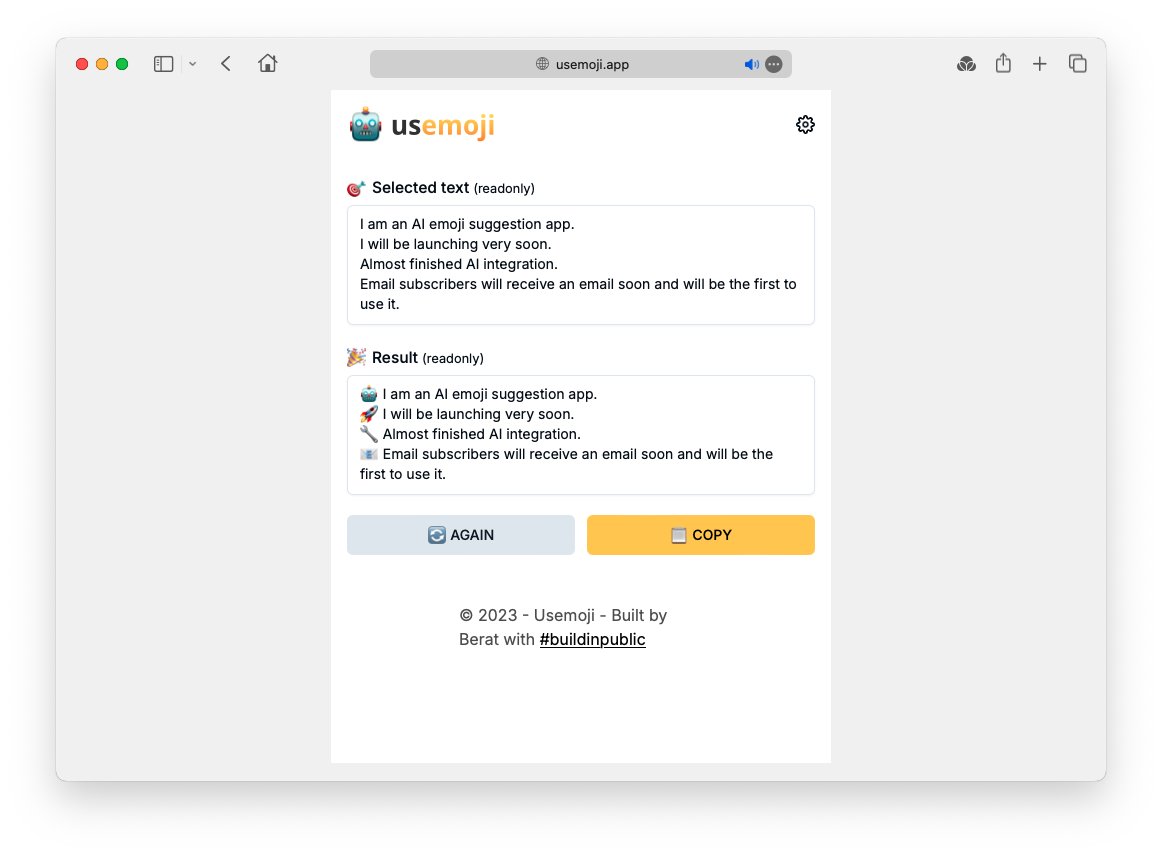 usemoji.app
🤖 usemoji
🎯 Selected text (readonly)
I am an AI emoji suggestion app.
I will be launching very soon.
Almost finished AI integration.
Email subscribers will receive an email soon and will be the first to
use it.
🎉 Result (readonly)
🤖 I am an AI emoji suggestion app.
🚀 I will be launching very soon.
🔧 Almost finished AI integration.
📧 Email subscribers will receive an email soon and will be the
first to use it.
🔄 AGAIN
📋 COPY
© 2023 - Usemoji - Built by
Berat with #buildinpublic